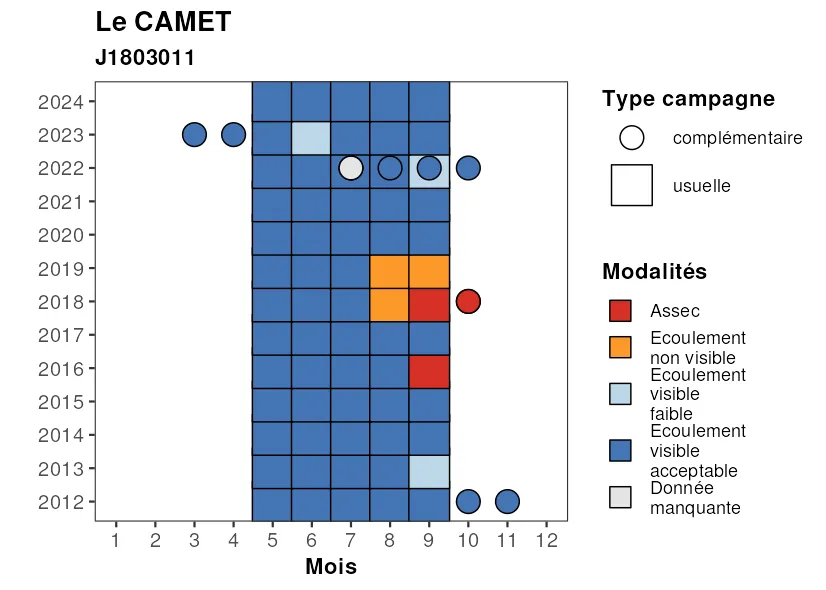 Le CAMET
J1803011
2024
2023
2022
2021
2020
2019
2018
2017
2016
2015
2014
2013
2012
1 2 3 4 5 6 7 8 9 10 11 12
Mois
Type campagne
complémentaire
usuelle
Modalités
Assec
Ecoulement
non visible
Ecoulement
visible
faible
Ecoulement
visible
acceptable
Donnée
manquante